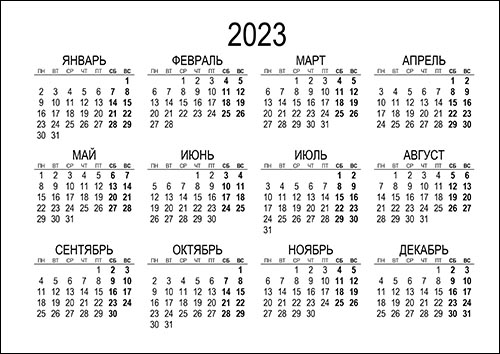 2023
ЯНВАРЬ ФЕВРАЛЬ МАРТ АПРЕЛЬ
ПН ВТ СР ЧТ ПТ СБ ВС ПН ВТ СР ЧТ ПТ СБ ВС ПН ВТ СР ЧТ ПТ СБ ВС ПН ВТ СР ЧТ ПТ СБ ВС
1 1 2 3 4 5 1 2 3 4 5 1 2
2 3 4 5 6 7 8 6 7 8 9 10 11 12 6 7 8 9 10 11 12 3 4 5 6 7 8 9
9 10 11 12 13 14 15 13 14 15 16 17 18 19 13 14 15 16 17 18 19 10 11 12 13 14 15 16
16 17 18 19 20 21 22 20 21 22 23 24 25 26 20 21 22 23 24 25 26 17 18 19 20 21 22 23
23 24 25 26 27 28 29 27 28 27 28 29 30 31 24 25 26 27 28 29 30
30 31
МАЙ ИЮНЬ ИЮЛЬ АВГУСТ
ПН ВТ СР ЧТ ПТ СБ ВС ПН ВТ СР ЧТ ПТ СБ ВС ПН ВТ СР ЧТ ПТ СБ ВС ПН ВТ СР ЧТ ПТ СБ ВС
1 2 3 4 5 6 7 1 2 3 4 1 2 1 2 3 4 5 6
8 9 10 11 12 13 14 5 6 7 8 9 10 11 3 4 5 6 7 8 9 7 8 9 10 11 12 13
15 16 17 18 19 20 21 12 13 14 15 16 17 18 10 11 12 13 14 15 16 14 15 16 17 18 19 20
22 23 24 25 26 27 28 19 20 21 22 23 24 25 17 18 19 20 21 22 23 21 22 23 24 25 26 27
29 30 31 26 27 28 29 30 24 25 26 27 28 29 30 28 29 30 31
31
СЕНТЯБРЬ ОКТЯБРЬ НОЯБРЬ ДЕКАБРЬ
ПН ВТ СР ЧТ ПТ СБ ВС ПН ВТ СР ЧТ ПТ СБ ВС ПН ВТ СР ЧТ ПТ СБ ВС ПН ВТ СР ЧТ ПТ СБ ВС
1 2 3 1 1 2 3 4 5 1 2 3
4 5 6 7 8 9 10 2 3 4 5 6 7 8 6 7 8 9 10 11 12 4 5 6 7 8 9 10
11 12 13 14 15 16 17 9 10 11 12 13 14 15 13 14 15 16 17 18 19 11 12 13 14 15 16 17
18 19 20 21 22 23 24 16 17 18 19 20 21 22 20 21 22 23 24 25 26 18 19 20 21 22 23 24
25 26 27 28 29 30 23 24 25 26 27 28 29 27 28 29 30 25 26 27 28 29 30 31
30 31